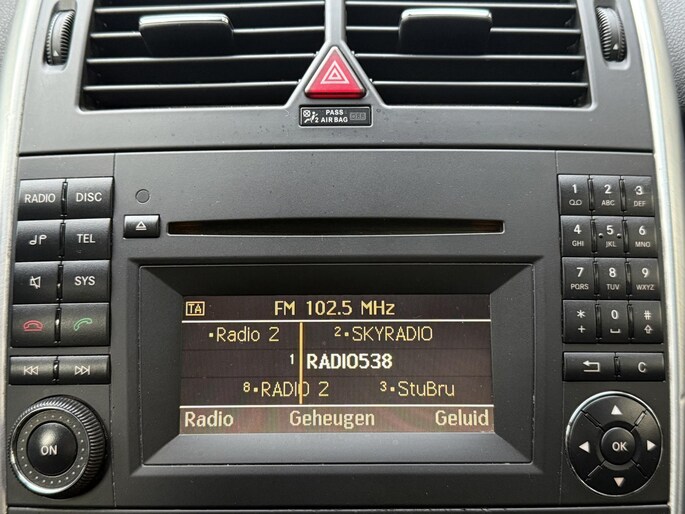 PASS
2 AIR BAG OFF
RADIO DISC
TEL
SYS
ON
TA FM 102.5 MHz
•Radio 2 2•SKYRADIO
1 RADIO538
8•RADIO 2 3•StuBru
Radio Geheugen Geluid
1 2 ABC 3 DEF
4 GHI 5 JKL 6 MNO
7 PQRS 8 TUV 9 WXYZ
* + 0 #
C
OK